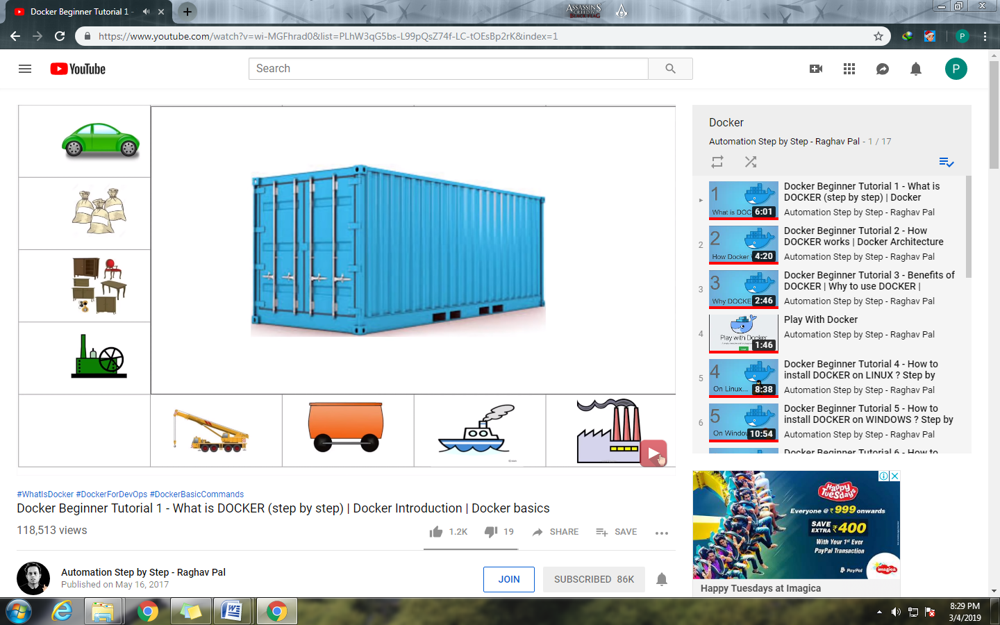 Docker Beginner Tutorial 1 -
ASSASSIN'S
CREED IV
BLACK FLAG
https://www.youtube.com/watch?v=wi-MGFhrad0&list=PLhW3qG5bs-L99pQsZ74f-LC-tOEsBp2rK&index=1
P
YouTube
Search
P
Docker
Automation Step by Step - Raghav Pal - 1 / 17
1
What is DOC
6:01
Docker Beginner Tutorial 1 - What is
DOCKER (step by step) | Docker
Automation Step by Step - Raghav Pal
2
2
How Docker
4:20
Docker Beginner Tutorial 2 - How
DOCKER works | Docker Architecture
Automation Step by Step - Raghav Pal
3
3
Why DOCKE
2:46
Docker Beginner Tutorial 3 - Benefits of
DOCKER | Why to use DOCKER |
Automation Step by Step - Raghav Pal
4
Play with Docker
1:46
Play With Docker
Automation Step by Step - Raghav Pal
5
4
On Linux...
8:38
Docker Beginner Tutorial 4 - How to
install DOCKER on LINUX ? Step by
Automation Step by Step - Raghav Pal
6
5
On Window
10:54
Docker Beginner Tutorial 5 - How to
install DOCKER on WINDOWS ? Step by
Automation Step by Step - Raghav Pal
Docker Beginner Tutorial 6 - How to
#WhatIsDocker #DockerForDevOps #DockerBasicCommands
Docker Beginner Tutorial 1 - What is DOCKER (step by step) | Docker Introduction | Docker basics
118,513 views
1.2K
19
SHARE
SAVE
Automation Step by Step - Raghav Pal
Published on May 16, 2017
JOIN
SUBSCRIBED 86K
Happy
TUESDAYS
Everyone @ ₹ 999 onwards
SAVE
EXTRA ₹ 400
With Your 1st Ever
PayPal Transaction
PayPal
imagica
Happy Tuesdays at Imagica
8:29 PM
3/4/2019